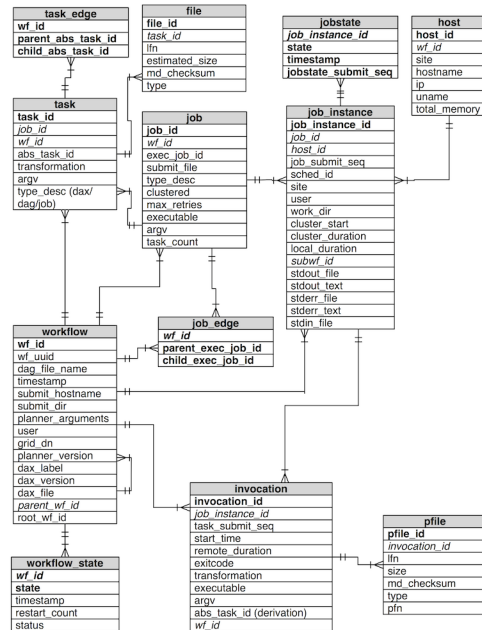 task_edge
wf_id
parent_abs_task_id
child_abs_task_id
file
file_id
task_id
lfn
estimated_size
md_checksum
type
jobstate
job_instance_id
state
timestamp
jobstate_submit_seq
host
host_id
wf_id
site
hostname
ip
uname
total_memory
task
task_id
job_id
wf_id
abs_task_id
transformation
argv
type_desc (dax/
dag/job)
job
job_id
wf_id
exec_job_id
submit_file
type_desc
clustered
max_retries
executable
argv
task_count
job_instance
job_instance_id
job_id
host_id
job_submit_seq
sched_id
site
user
work_dir
cluster_start
cluster_duration
local_duration
subwf_id
stdout_file
stdout_text
stderr_file
stderr_text
stdin_file
job_edge
wf_id
parent_exec_job_id
child_exec_job_id
workflow
wf_id
wf_uuid
dag_file_name
timestamp
submit_hostname
submit_dir
planner_arguments
user
grid_dn
planner_version
dax_label
dax_version
dax_file
parent_wf_id
root_wf_id
invocation
invocation_id
job_instance_id
task_submit_seq
start_time
remote_duration
exitcode
transformation
executable
argv
abs_task_id (derivation)
wf_id
pfile
pfile_id
invocation_id
lfn
size
md_checksum
type
pfn
workflow_state
wf_id
state
timestamp
restart_count
status